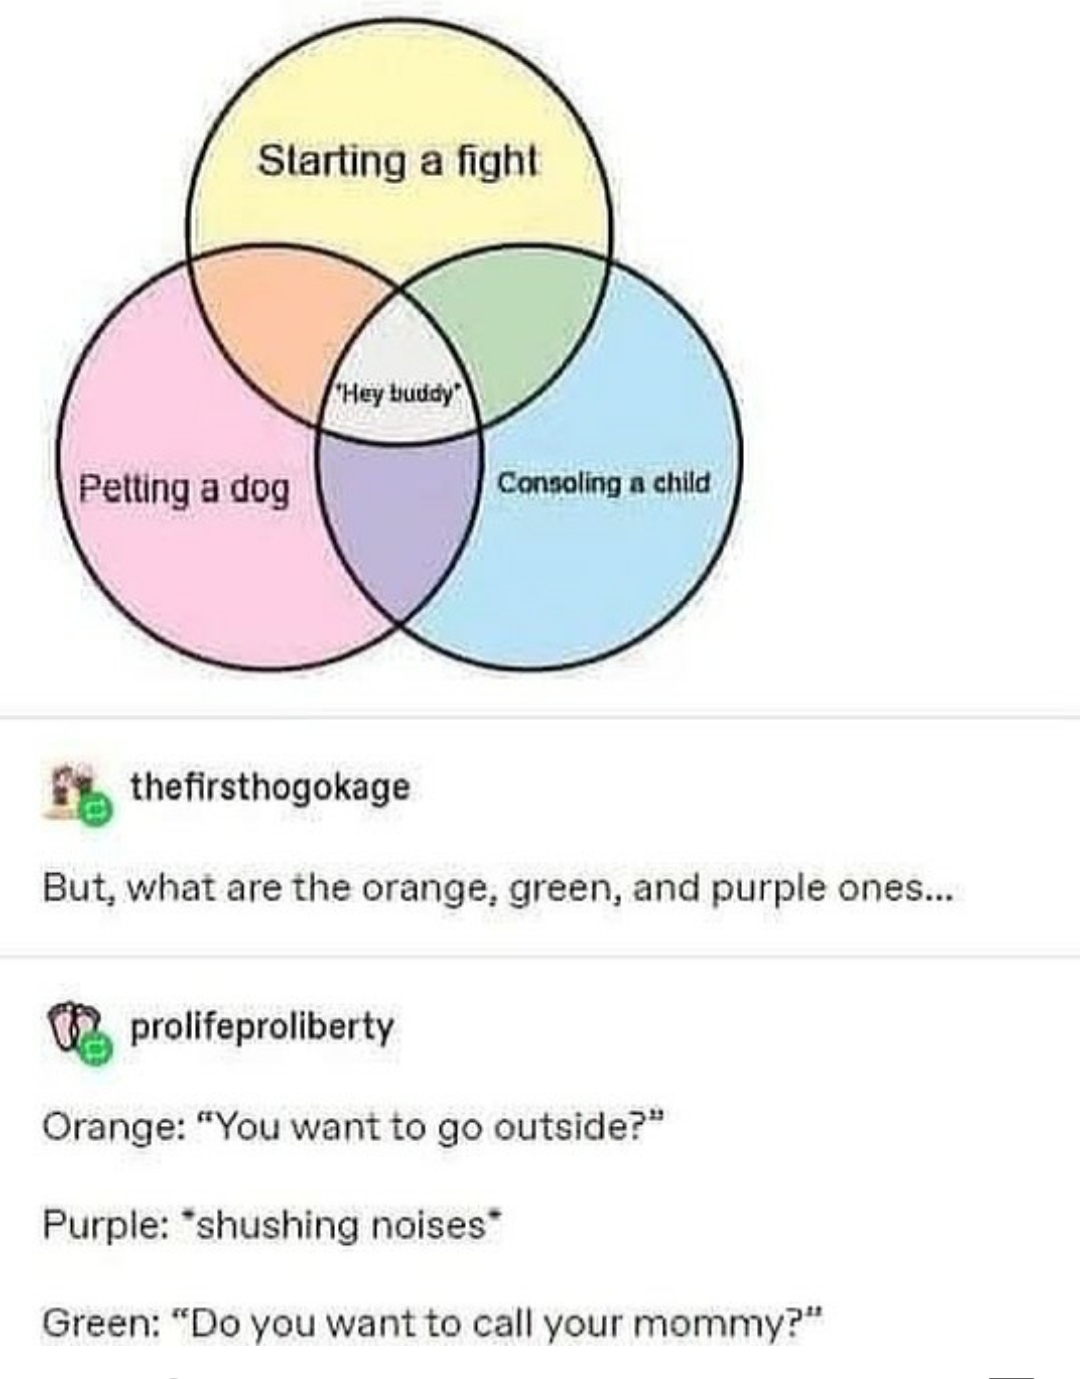 Starting a fight
"Hey buddy"
Petting a dog
Consoling a child
thefirsthogokage
But, what are the orange, green, and purple ones...
prolifeproliberty
Orange: “You want to go outside?”
Purple: *shushing noises*
Green: “Do you want to call your mommy?”